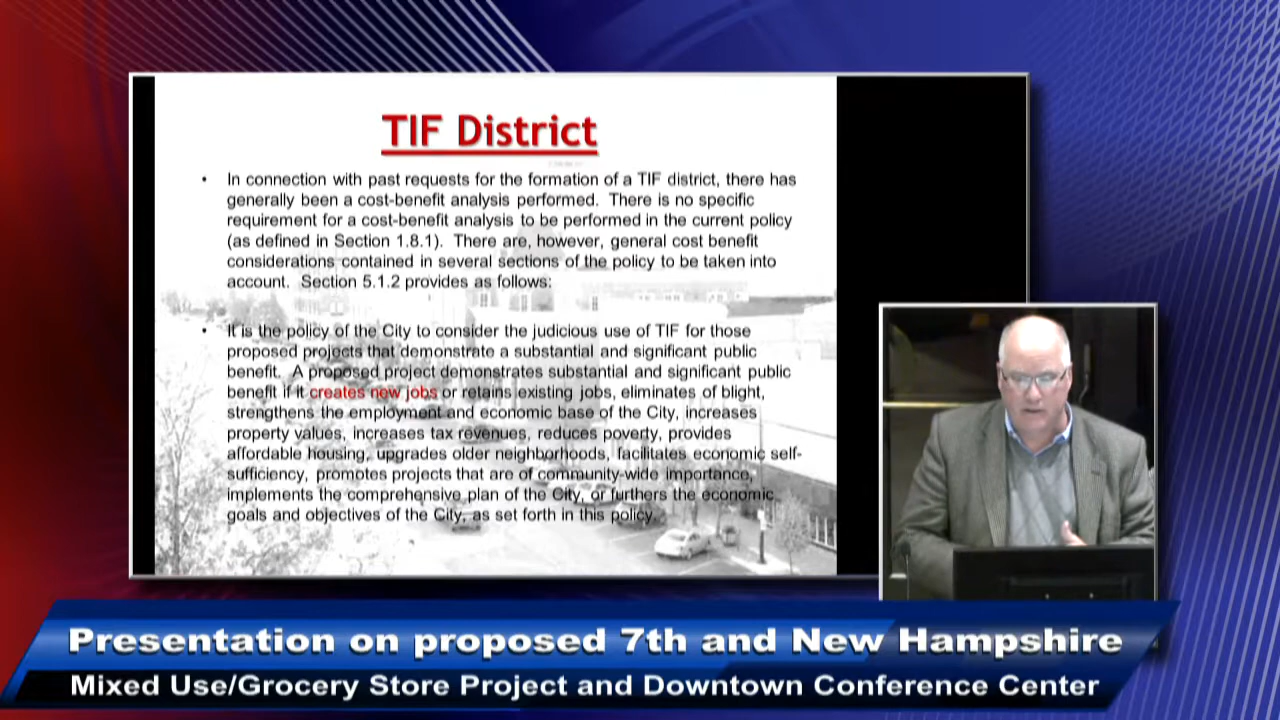 TIF District
• In connection with past requests for the formation of a TIF district, there has
generally been a cost-benefit analysis performed. There is no specific
requirement for a cost-benefit analysis to be performed in the current policy
(as defined in Section 1.8.1). There are, however, general cost benefit
considerations contained in several sections of the policy to be taken into
account. Section 5.1.2 provides as follows:
• It is the policy of the City to consider the judicious use of TIF for those
proposed projects that demonstrate a substantial and significant public
benefit. A proposed project demonstrates substantial and significant public
benefit if it creates new jobs or retains existing jobs, eliminates of blight,
strengthens the employment and economic base of the City, increases
property values, increases tax revenues, reduces poverty, provides
affordable housing, upgrades older neighborhoods, facilitates economic self-
sufficiency, promotes projects that are of community-wide importance,
implements the comprehensive plan of the City, or furthers the economic
goals and objectives of the City, as set forth in this policy.
Presentation on proposed 7th and New Hampshire
Mixed Use/Grocery Store Project and Downtown Conference Center